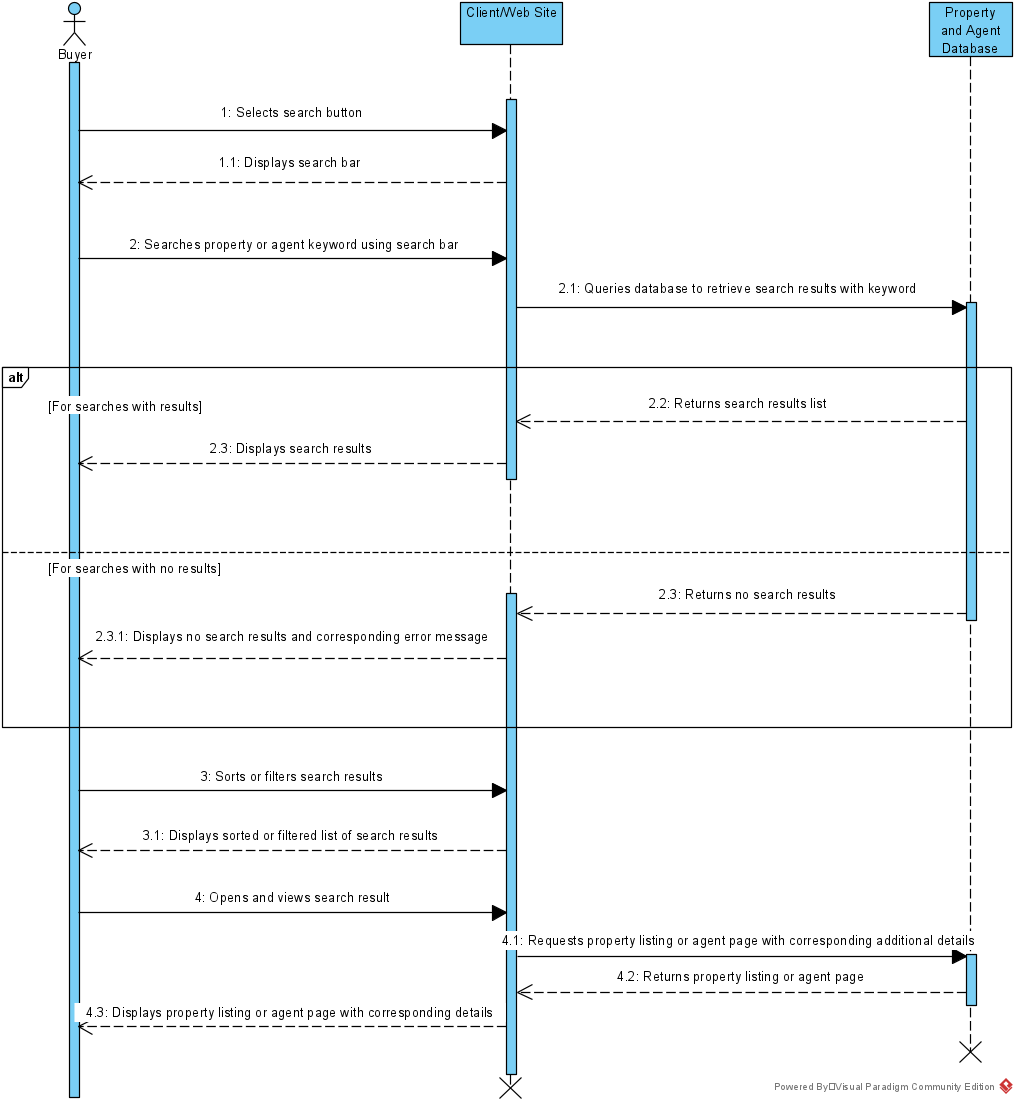 Buyer
Client/Web Site
Property
and Agent
Database
1: Selects search button
1.1: Displays search bar
2: Searches property or agent keyword using search bar
2.1: Queries database to retrieve search results with keyword
alt
[For searches with results]
2.2: Returns search results list
2.3: Displays search results
[For searches with no results]
2.3: Returns no search results
2.3.1: Displays no search results and corresponding error message
3: Sorts or filters search results
3.1: Displays sorted or filtered list of search results
4: Opens and views search result
4.1: Requests property listing or agent page with corresponding additional details
4.2: Returns property listing or agent page
4.3: Displays property listing or agent page with corresponding details
Powered By□Visual Paradigm Community Edition